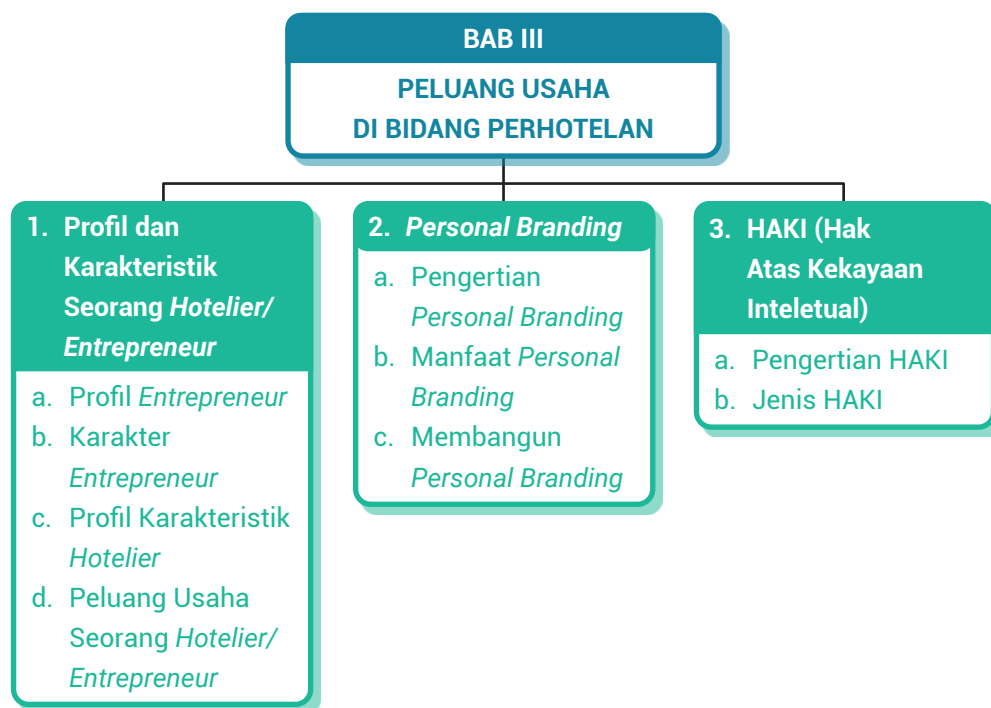 BAB III
PELUANG USAHA
DI BIDANG PERHOTELAN
1. Profil dan
Karakteristik
Seorang Hotelier/
Entrepreneur
a. Profil Entrepreneur
b. Karakter
Entrepreneur
c. Profil Karakteristik
Hotelier
d. Peluang Usaha
Seorang Hotelier/
Entrepreneur
2. Personal Branding
a. Pengertian
Personal Branding
b. Manfaat Personal
Branding
c. Membangun
Personal Branding
3. HAKI (Hak
Atas Kekayaan
Inteletual)
a. Pengertian HAKI
b. Jenis HAKI